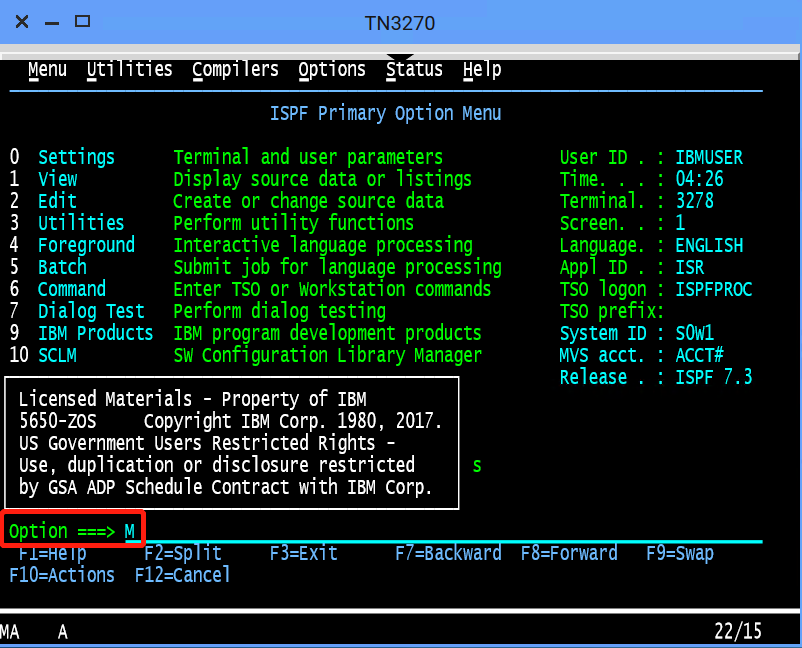 TN3270
Menu Utilities Compilers Options Status Help
ISPF Primary Option Menu
0 Settings Terminal and user parameters User ID . : IBMUSER
1 View Display source data or listings Time. . . : 04:26
2 Edit Create or change source data Terminal. : 3278
3 Utilities Perform utility functions Screen. . : 1
4 Foreground Interactive language processing Language. : ENGLISH
5 Batch Submit job for language processing Appl ID . : ISR
6 Command Enter TSO or Workstation commands TSO logon : ISPFPROC
7 Dialog Test Perform dialog testing TSO prefix:
9 IBM Products IBM program development products System ID : S0W1
10 SCLM SW Configuration Library Manager MVS acct. : ACCT#
Release . : ISPF 7.3
Licensed Materials - Property of IBM
5650-ZOS Copyright IBM Corp. 1980, 2017.
US Government Users Restricted Rights -
Use, duplication or disclosure restricted s
by GSA ADP Schedule Contract with IBM Corp.
Option ===> M
F1=Help F2=Split F3=Exit F7=Backward F8=Forward F9=Swap
F10=Actions F12=Cancel
MA A 22/15